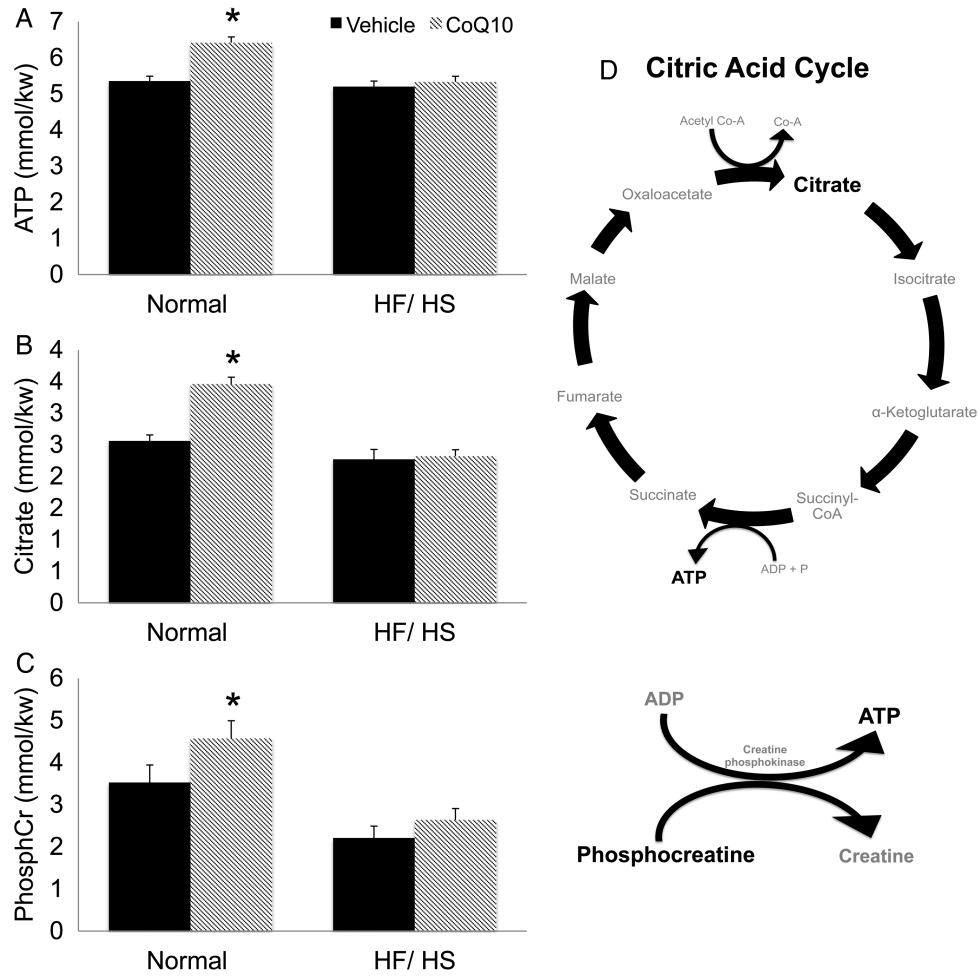 A
ATP (mmol/kw)
7
6
5
4
3
2
1
0
*
Vehicle CoQ10
Normal HF/ HS
B
Citrate (mmol/kw)
4
4
3
3
2
2
1
1
0
*
Normal HF/ HS
C
PhosphCr (mmol/kw)
6
5
4
3
2
1
0
*
Normal HF/ HS
D Citric Acid Cycle
Acetyl Co-A Co-A
Oxaloacetate Citrate
Malate Isocitrate
Fumarate α-Ketoglutarate
Succinate Succinyl-
CoA
ATP ADP + P
ADP ATP
Creatine
phosphokinase
Phosphocreatine Creatine